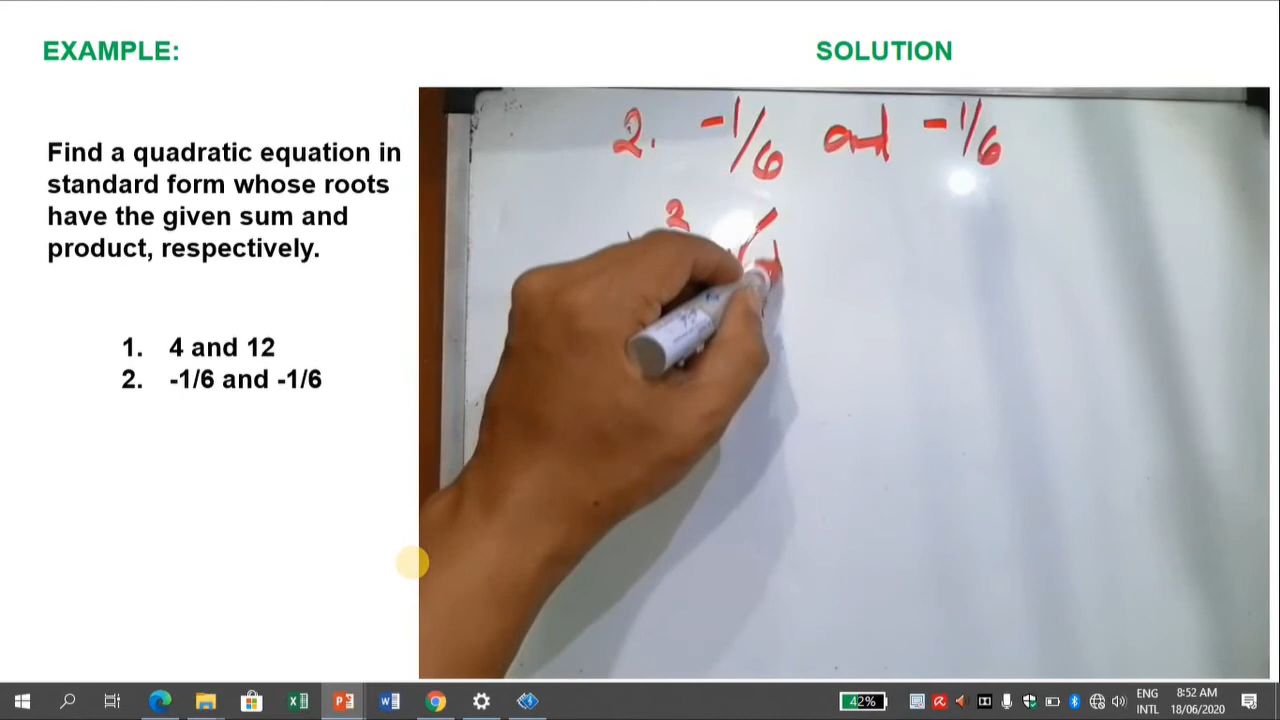 EXAMPLE:
SOLUTION
Find a quadratic equation in
standard form whose roots
have the given sum and
product, respectively.
1. 4 and 12
2. -1/6 and -1/6
2. -1/6 and -1/6
2
42%
ENG
INTL
8:52 AM
18/06/2020